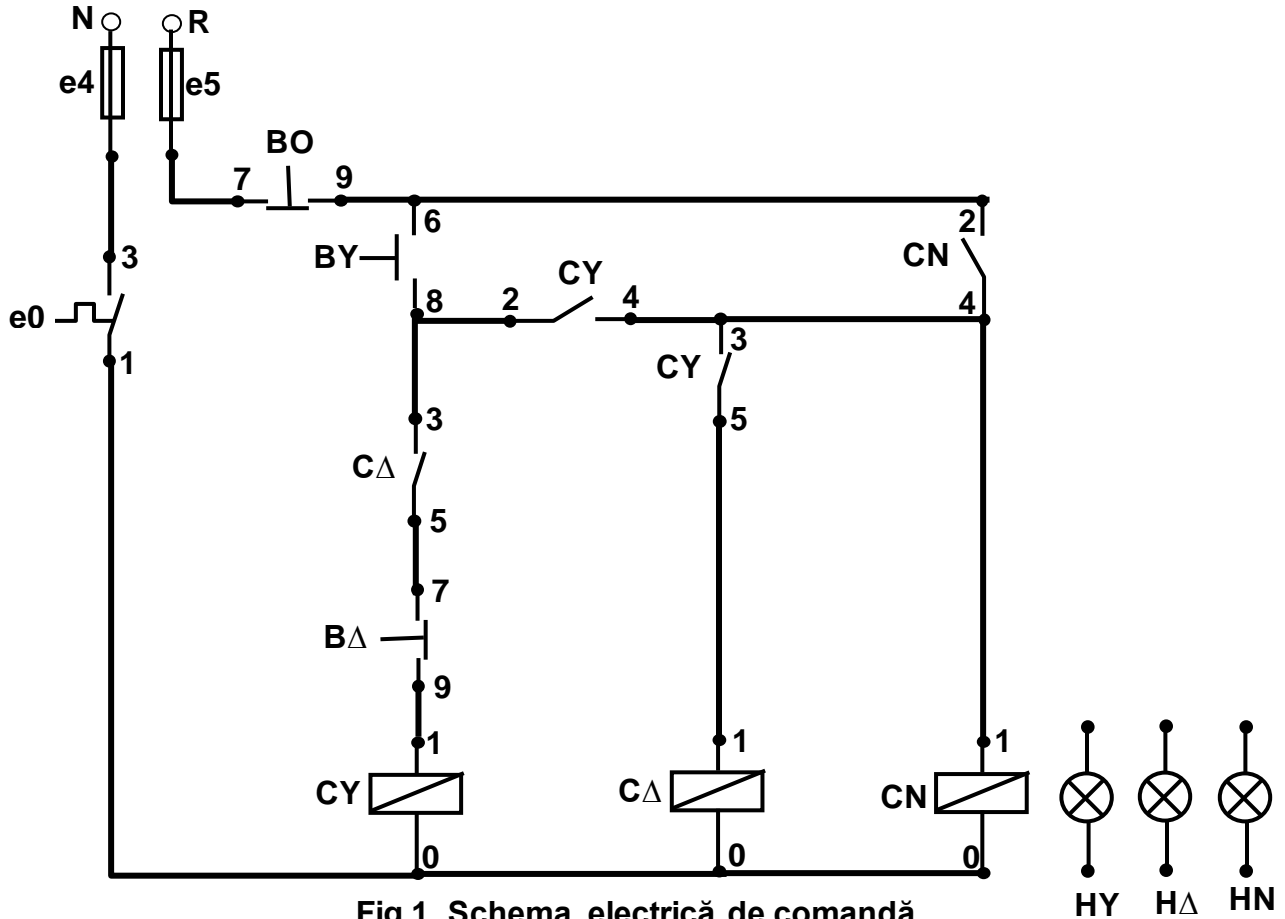 N R
e4 e5
BO
7 9
6 2
BY CN
3 CY
e0 8 2 4 4
1 3
CY
3 5
C∆
5
7
B∆
9
1 1 1
CY C∆ CN
0 0 0
HY H∆ HN
Fig 1 Schema electrică de comandă